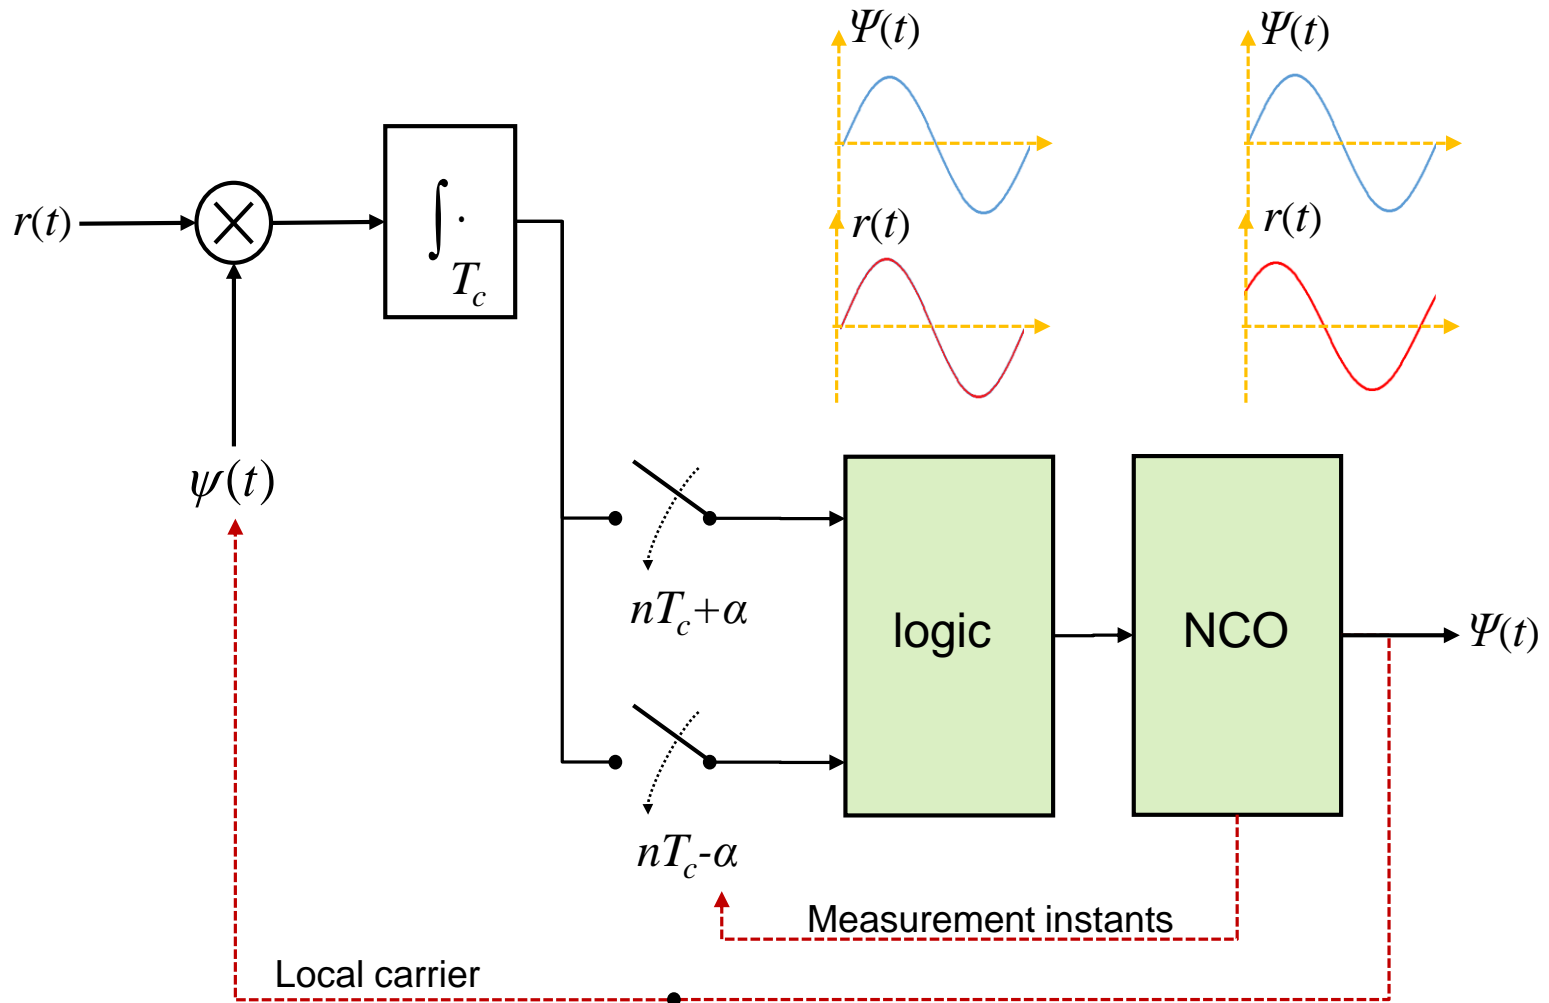 Ψ(t)
Ψ(t)
r(t)
r(t)
r(t)
∫ ·
T_c
ψ(t)
nT_c+α
logic
NCO
Ψ(t)
nT_c-α
Measurement instants
Local carrier